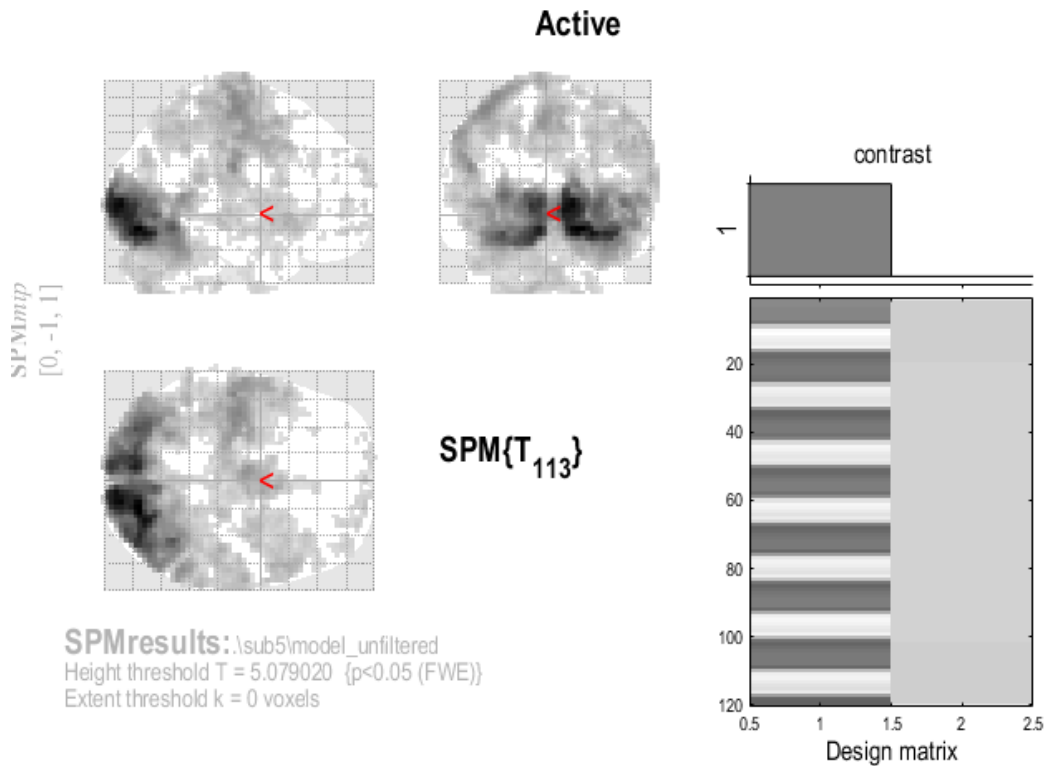 Active
SPMmip
[0, -1, 1]
<
<
<
SPM{T113}
SPMresults:.\sub5\model_unfiltered
Height threshold T = 5.079020 {p<0.05 (FWE)}
Extent threshold k = 0 voxels
contrast
1
20
40
60
80
100
120
0.5 1 1.5 2 2.5
Design matrix